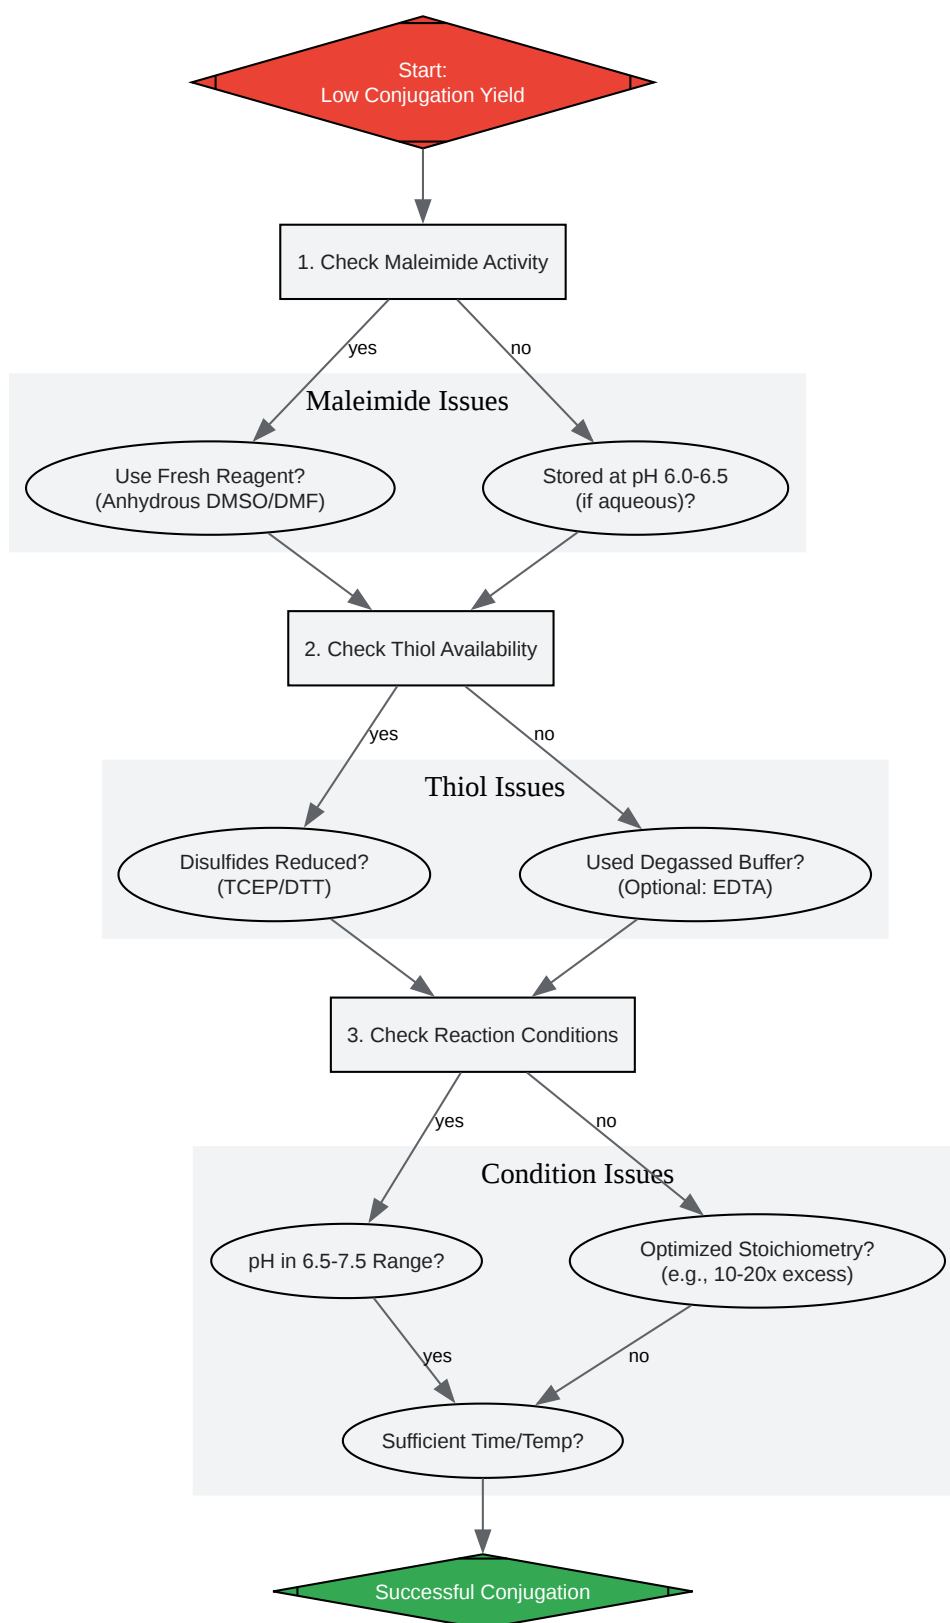 Start:
Low Conjugation Yield
1. Check Maleimide Activity
yes
no
Maleimide Issues
Use Fresh Reagent?
(Anhydrous DMSO/DMF)
Stored at pH 6.0-6.5
(if aqueous)?
2. Check Thiol Availability
yes
no
Thiol Issues
Disulfides Reduced?
(TCEP/DTT)
Used Degassed Buffer?
(Optional: EDTA)
3. Check Reaction Conditions
yes
no
Condition Issues
pH in 6.5-7.5 Range?
Optimized Stoichiometry?
(e.g., 10-20x excess)
yes
no
Sufficient Time/Temp?
Successful Conjugation